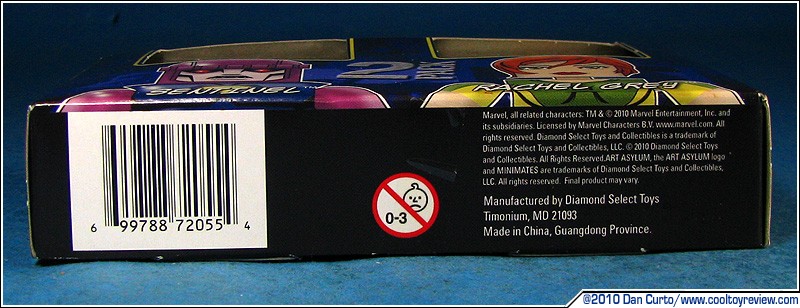 SENTINEL
2
PACK
RACHEL GREY
Marvel, all related characters: TM & © 2010 Marvel Entertainment, Inc. and
its subsidiaries. Licensed by Marvel Characters B.V. www.marvel.com. All
rights reserved. Diamond Select Toys and Collectibles is a trademark of
Diamond Select Toys and Collectibles, LLC. © 2010 Diamond Select Toys
and Collectibles. All Rights Reserved.ART ASYLUM, the ART ASYLUM logo
and MINIMATES are trademarks of Diamond Select Toys and Collectibles,
LLC. All rights reserved. Final product may vary.
Manufactured by Diamond Select Toys
Timonium, MD 21093
Made in China, Guangdong Province.
0-3
6 99788 72055 4
©2010 Dan Curto/www.cooltoyreview.com